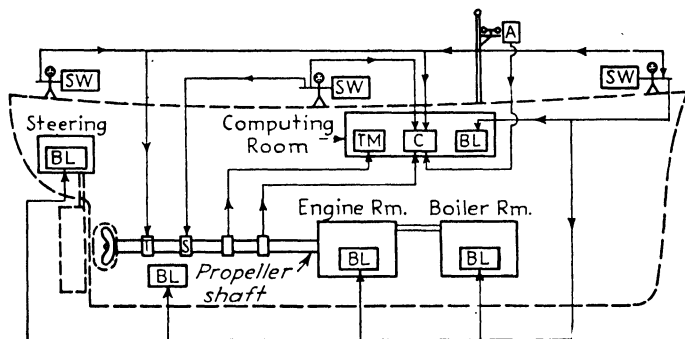 A
SW
SW
SW
Steering
Computing
Room
TM
C
BL
BL
Engine Rm.
Boiler Rm.
T
S
BL
BL
BL
Propeller
shaft